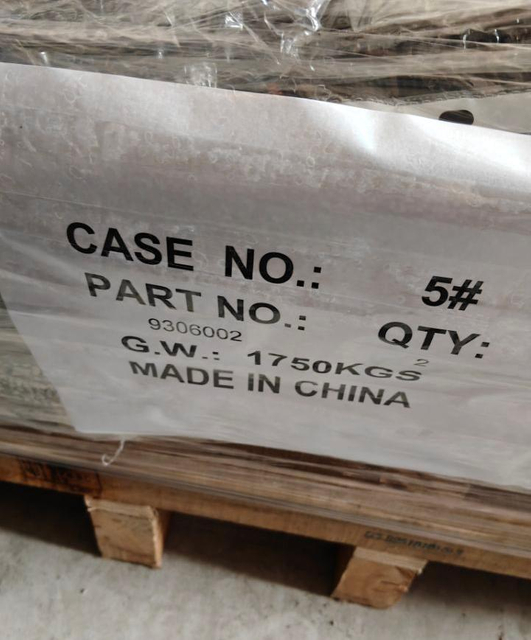 CASE NO.: 5#
PART NO.: QTY:
9306002 2
G.W.: 1750KGS
MADE IN CHINA